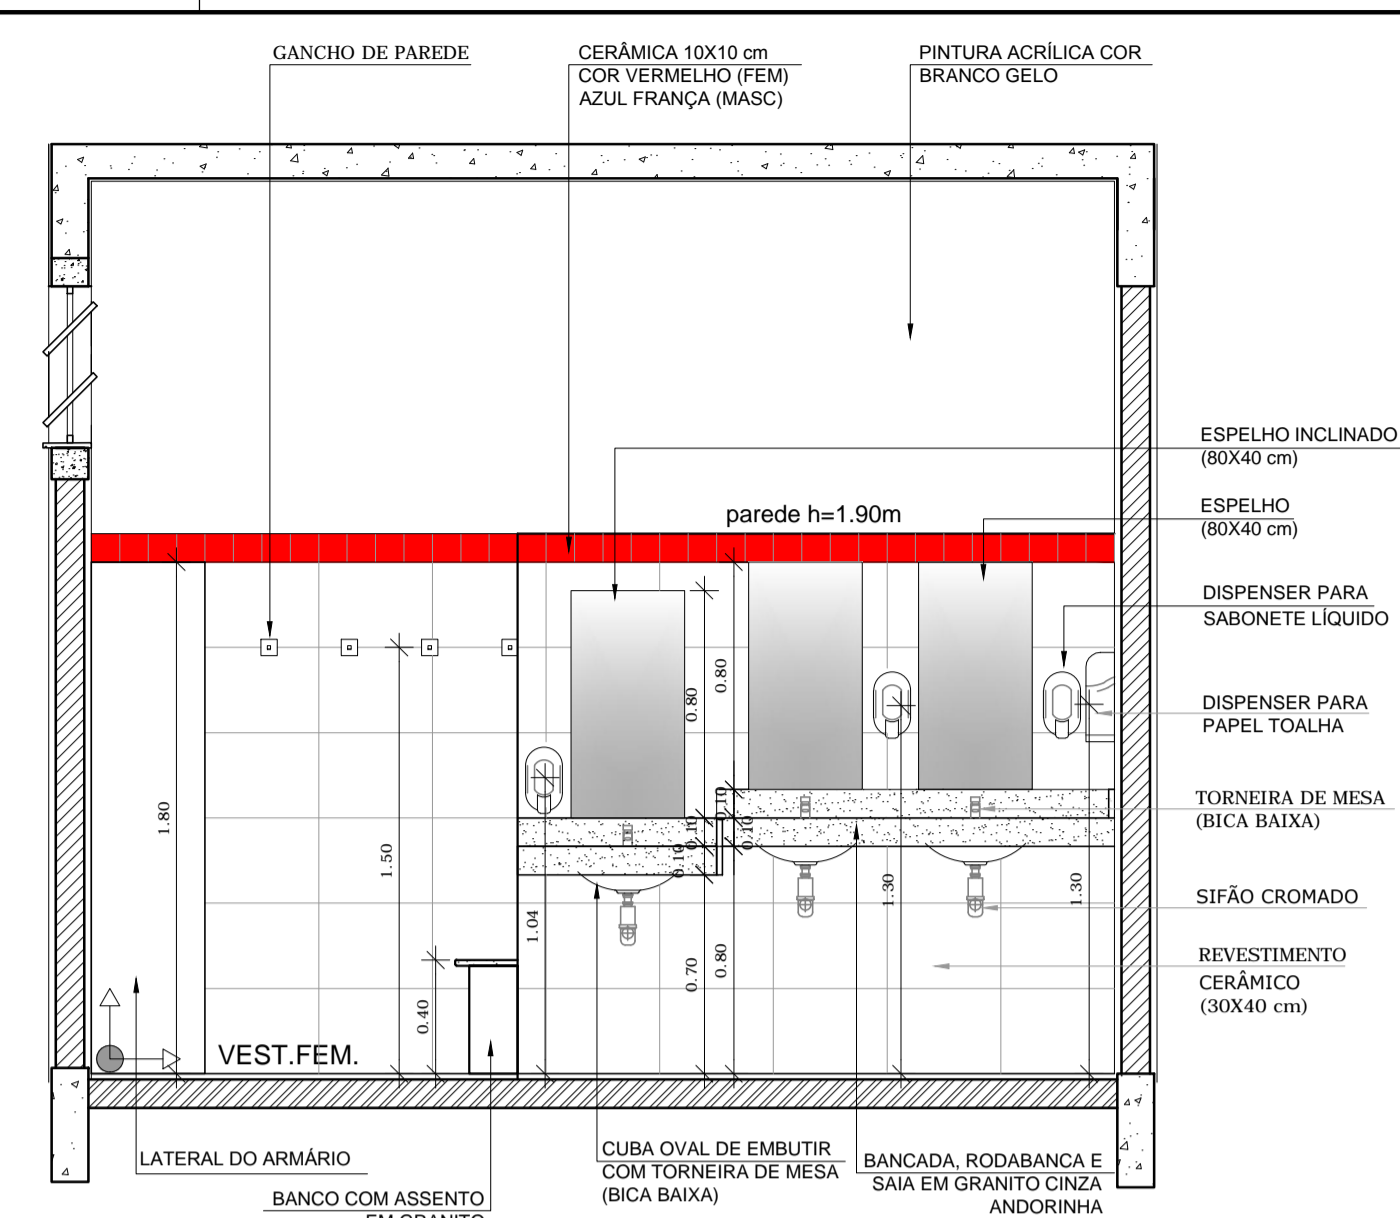 GANCHO DE PAREDE
CERÂMICA 10X10 cm
COR VERMELHO (FEM)
AZUL FRANÇA (MASC)
PINTURA ACRÍLICA COR
BRANCO GELO
ESPELHO INCLINADO
(80X40 cm)
parede h=1.90m
ESPELHO
(80X40 cm)
DISPENSER PARA
SABONETE LÍQUIDO
DISPENSER PARA
PAPEL TOALHA
TORNEIRA DE MESA
(BICA BAIXA)
SIFÃO CROMADO
REVESTIMENTO
CERÂMICO
(30X40 cm)
1.80
1.50
0.40
1.04
0.80
0.80
0.10
0.10
0.10
0.10
0.70
0.80
1.30
1.30
VEST.FEM.
LATERAL DO ARMÁRIO
BANCO COM ASSENTO
EM GRANITO
CUBA OVAL DE EMBUTIR
COM TORNEIRA DE MESA
(BICA BAIXA)
BANCADA, RODABANCA E
SAIA EM GRANITO CINZA
ANDORINHA